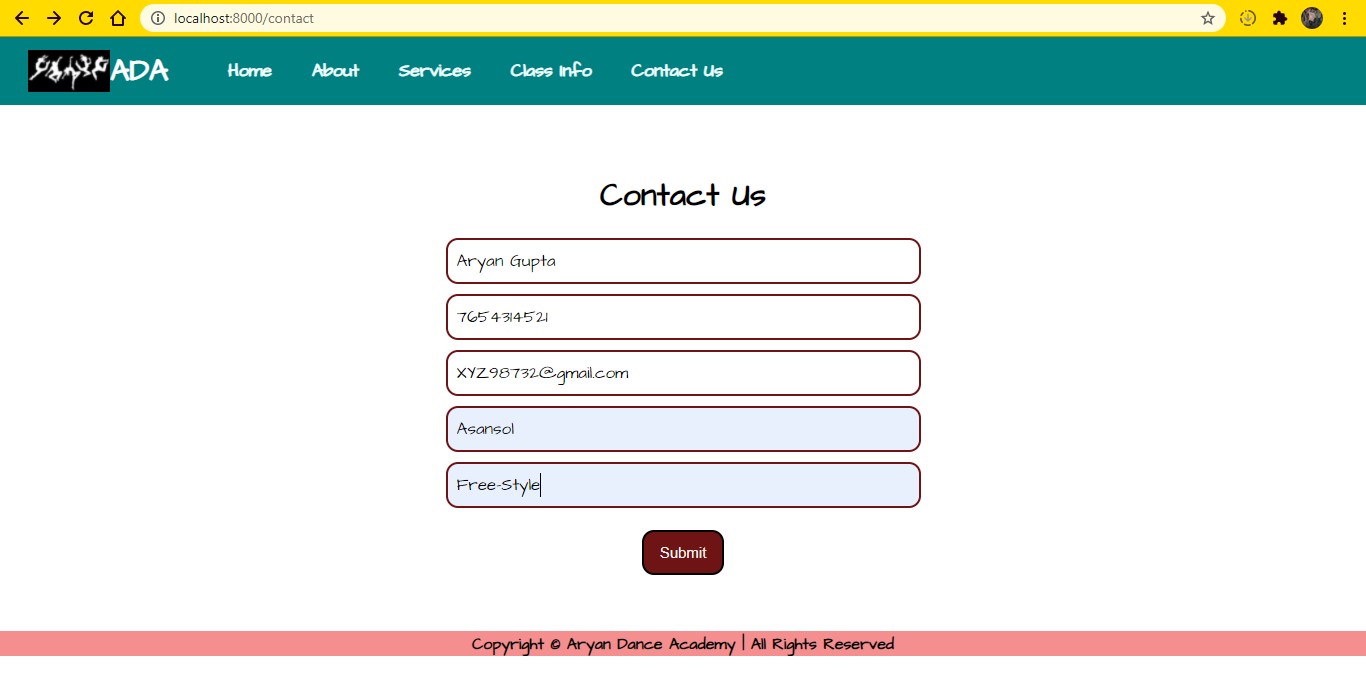 localhost:8000/contact
ADA Home About Services Class Info Contact Us
Contact Us
Aryan Gupta
7654314521
XYZ98732@gmail.com
Asansol
Free-Style
Submit
Copyright © Aryan Dance Academy | All Rights Reserved